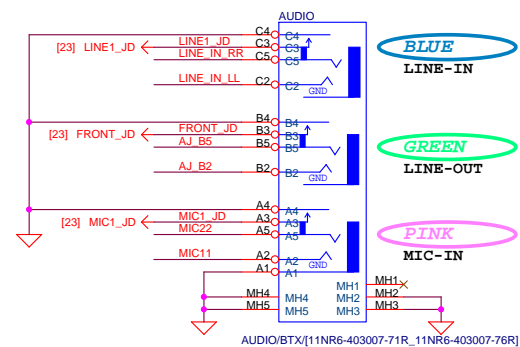 AUDIO
C4 C4
[23] LINE1_JD LINE1_JD C3 C3
LINE_IN_RR C5 C5
LINE_IN_LL C2 C2
GND
BLUE
LINE-IN
B4 B4
[23] FRONT_JD FRONT_JD B3 B3
AJ_B5 B5 B5
AJ_B2 B2 B2
GND
GREEN
LINE-OUT
A4 A4
[23] MIC1_JD MIC1_JD A3 A3
MIC22 A5 A5
MIC11 A2 A2
A1 A1
GND
PINK
MIC-IN
MH1 MH1
MH4 MH4 MH2 MH2
MH5 MH5 MH3 MH3
AUDIO/BTX/[11NR6-403007-71R_11NR6-403007-76R]